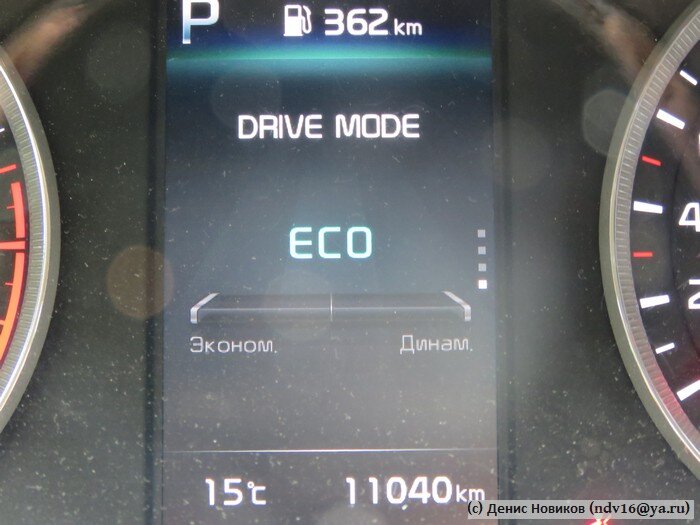 P 362 km
DRIVE MODE
ECO
4
2
Эконом. Динам.
15°C 11040 km
(c) Денис Новиков (ndv16@ya.ru)